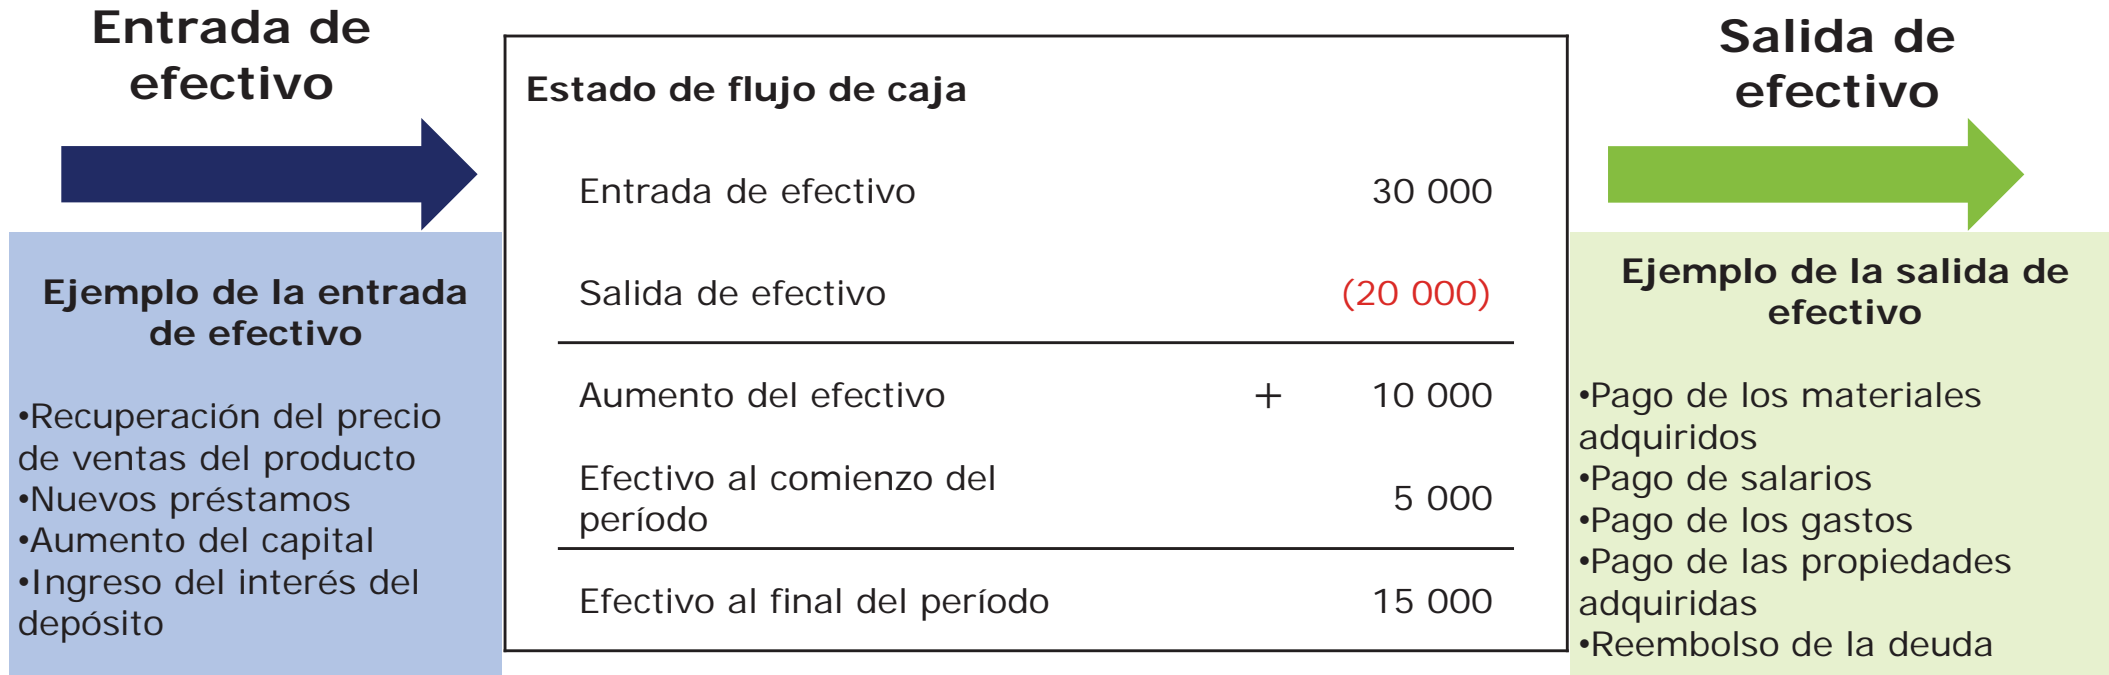 Entrada de
efectivo
Ejemplo de la entrada
de efectivo
•Recuperación del precio
de ventas del producto
•Nuevos préstamos
•Aumento del capital
•Ingreso del interés del
depósito
Estado de flujo de caja
Entrada de efectivo 30 000
Salida de efectivo (20 000)
Aumento del efectivo + 10 000
Efectivo al comienzo del
período 5 000
Efectivo al final del período 15 000
Salida de
efectivo
Ejemplo de la salida de
efectivo
•Pago de los materiales
adquiridos
•Pago de salarios
•Pago de los gastos
•Pago de las propiedades
adquiridas
•Reembolso de la deuda